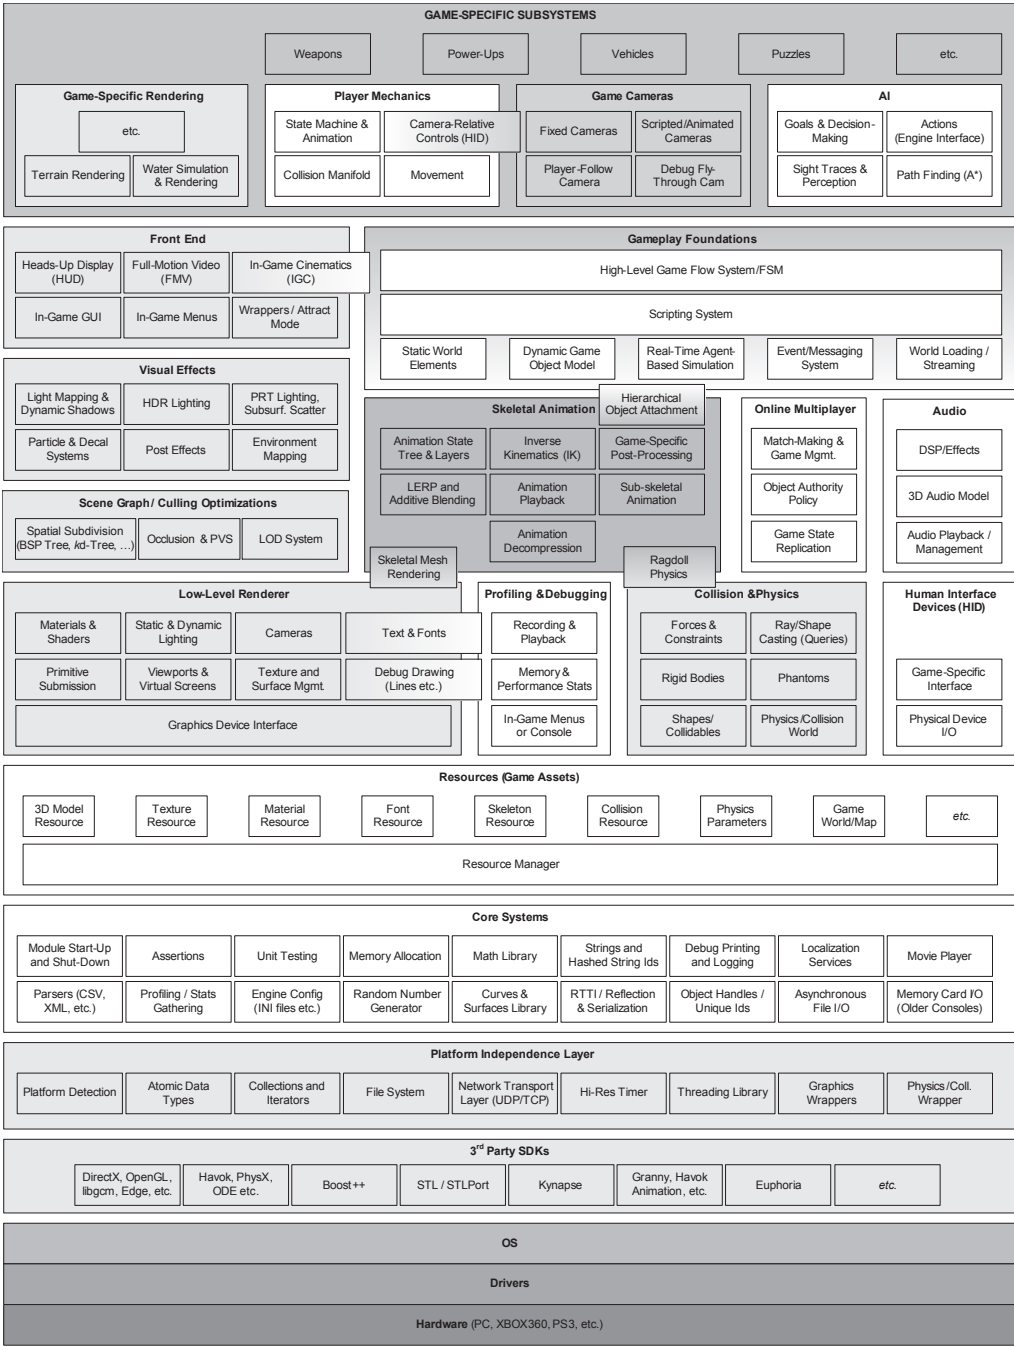 GAME-SPECIFIC SUBSYSTEMS
Weapons
Power-Ups
Vehicles
Puzzles
etc.
Game-Specific Rendering
etc.
Terrain Rendering
Water Simulation
& Rendering
Player Mechanics
State Machine &
Animation
Camera-Relative
Controls (HID)
Collision Manifold
Movement
Game Cameras
Fixed Cameras
Scripted/Animated
Cameras
Player-Follow
Camera
Debug Fly-
Through Cam
AI
Goals & Decision-
Making
Actions
(Engine Interface)
Sight Traces &
Perception
Path Finding (A*)
Front End
Heads-Up Display
(HUD)
Full-Motion Video
(FMV)
In-Game Cinematics
(IGC)
In-Game GUI
In-Game Menus
Wrappers / Attract
Mode
Gameplay Foundations
High-Level Game Flow System/FSM
Scripting System
Static World
Elements
Dynamic Game
Object Model
Real-Time Agent-
Based Simulation
Event/Messaging
System
World Loading /
Streaming
Visual Effects
Light Mapping &
Dynamic Shadows
HDR Lighting
PRT Lighting,
Subsurf. Scatter
Particle & Decal
Systems
Post Effects
Environment
Mapping
Skeletal Animation
Hierarchical
Object Attachment
Animation State
Tree & Layers
Inverse
Kinematics (IK)
Game-Specific
Post-Processing
LERP and
Additive Blending
Animation
Playback
Sub-skeletal
Animation
Animation
Decompression
Skeletal Mesh
Rendering
Ragdoll
Physics
Online Multiplayer
Match-Making &
Game Mgmt.
Object Authority
Policy
Game State
Replication
Audio
DSP/Effects
3D Audio Model
Audio Playback /
Management
Scene Graph / Culling Optimizations
Spatial Subdivision
(BSP Tree, kd-Tree, …)
Occlusion & PVS
LOD System
Low-Level Renderer
Materials &
Shaders
Static & Dynamic
Lighting
Cameras
Text & Fonts
Primitive
Submission
Viewports &
Virtual Screens
Texture and
Surface Mgmt.
Debug Drawing
(Lines etc.)
Graphics Device Interface
Profiling & Debugging
Recording &
Playback
Memory &
Performance Stats
In-Game Menus
or Console
Collision & Physics
Forces &
Constraints
Ray/Shape
Casting (Queries)
Rigid Bodies
Phantoms
Shapes/
Collidables
Physics/Collision
World
Human Interface
Devices (HID)
Game-Specific
Interface
Physical Device
I/O
Resources (Game Assets)
3D Model
Resource
Texture
Resource
Material
Resource
Font
Resource
Skeleton
Resource
Collision
Resource
Physics
Parameters
Game
World/Map
etc.
Resource Manager
Core Systems
Module Start-Up
and Shut-Down
Assertions
Unit Testing
Memory Allocation
Math Library
Strings and
Hashed String Ids
Debug Printing
and Logging
Localization
Services
Movie Player
Parsers (CSV,
XML, etc.)
Profiling / Stats
Gathering
Engine Config
(INI files etc.)
Random Number
Generator
Curves &
Surfaces Library
RTTI / Reflection
& Serialization
Object Handles /
Unique Ids
Asynchronous
File I/O
Memory Card I/O
(Older Consoles)
Platform Independence Layer
Platform Detection
Atomic Data
Types
Collections and
Iterators
File System
Network Transport
Layer (UDP/TCP)
Hi-Res Timer
Threading Library
Graphics
Wrappers
Physics/Coll.
Wrapper
3rd Party SDKs
DirectX, OpenGL,
libgcm, Edge, etc.
Havok, PhysX,
ODE etc.
Boost++
STL / STLPort
Kynapse
Granny, Havok
Animation, etc.
Euphoria
etc.
OS
Drivers
Hardware (PC, XBOX360, PS3, etc.)